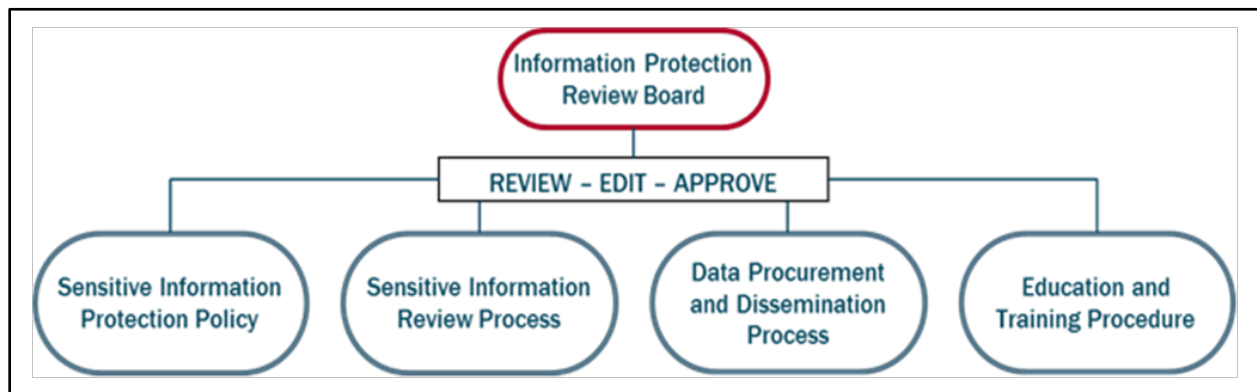 Information Protection
Review Board
REVIEW – EDIT – APPROVE
Sensitive Information
Protection Policy
Sensitive Information
Review Process
Data Procurement
and Dissemination
Process
Education and
Training Procedure